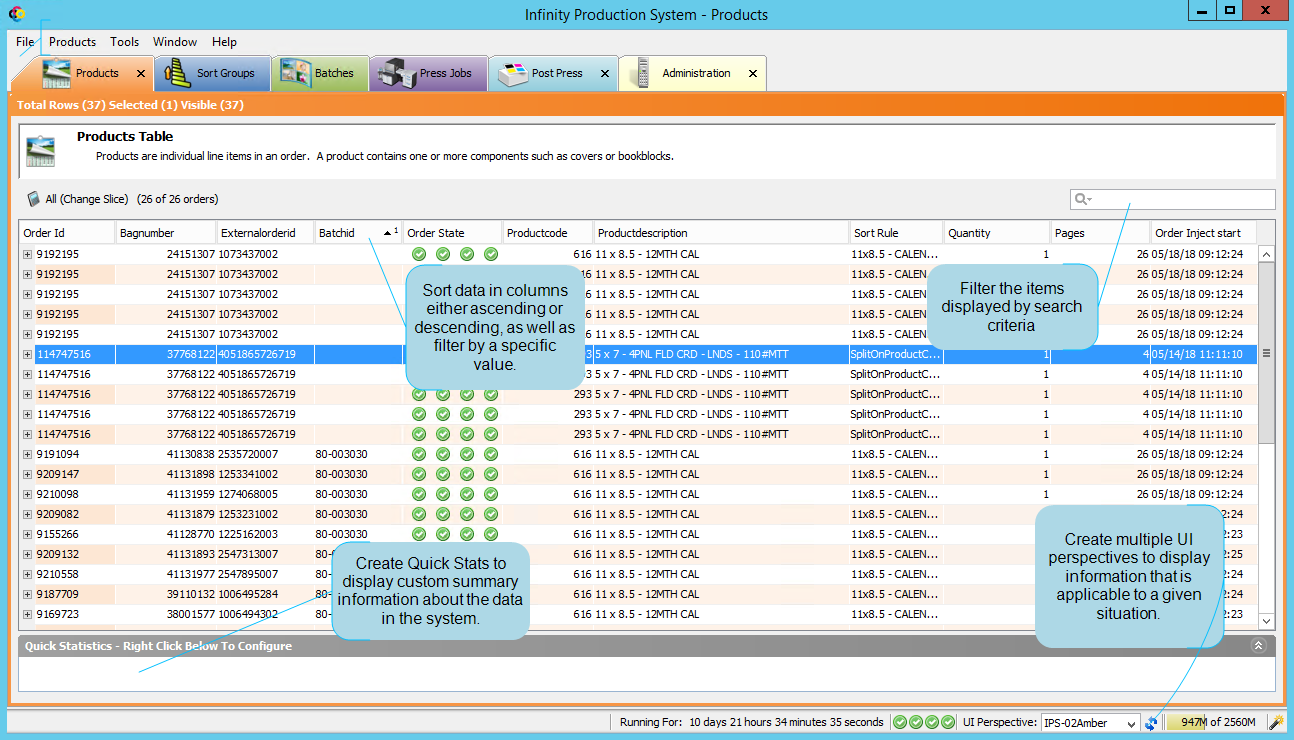 Infinity Production System - Products
File Products Tools Window Help
Products Sort Groups Batches Press Jobs Post Press Administration
Total Rows (37) Selected (1) Visible (37)
Products Table
Products are individual line items in an order. A product contains one or more components such as covers or bookblocks.
All (Change Slice) (26 of 26 orders)
Order Id Bagnumber Externalorderid Batchid 1 Order State Productcode Productdescription Sort Rule Quantity Pages Order Inject start
9192195 24151307 1073437002 616 11 x 8.5 - 12MTH CAL 11x8.5 - CALEN... 1 26 05/18/18 09:12:24
9192195 24151307 1073437002 16 11 x 8.5 - 12MTH CAL 11x8.5 - CALEN... 26 05/18/18 09:12:24
9192195 24151307 1073437002 11 x 8.5 - 12MTH CAL 11x8.5 - CALEN... 26 05/18/18 09:12:24
9192195 24151307 1073437002 11 x 8.5 - 12MTH CAL 11x8.5 - CALEN... 26 05/18/18 09:12:24
9192195 24151307 1073437002 11 x 8.5 - 12MTH CAL 11x8.5 - CALEN... 26 05/18/18 09:12:24
114747516 37768122 4051865726719 93 5 x 7 - 4PNL FLD CRD - LNDS - 110#MTT SplitOnProductC... 1 4 05/14/18 11:11:10
114747516 37768122 4051865726719 293 5 x 7 - 4PNL FLD CRD - LNDS - 110#MTT SplitOnProductC... 1 4 05/14/18 11:11:10
114747516 37768122 4051865726719 293 5 x 7 - 4PNL FLD CRD - LNDS - 110#MTT SplitOnProductC... 1 4 05/14/18 11:11:10
114747516 37768122 4051865726719 293 5 x 7 - 4PNL FLD CRD - LNDS - 110#MTT SplitOnProductC... 1 4 05/14/18 11:11:10
114747516 37768122 4051865726719 293 5 x 7 - 4PNL FLD CRD - LNDS - 110#MTT SplitOnProductC... 1 4 05/14/18 11:11:10
9191094 41130838 2535720007 80-003030 616 11 x 8.5 - 12MTH CAL 11x8.5 - CALEN... 1 26 05/18/18 09:12:24
9209147 41131898 1253341002 80-003030 616 11 x 8.5 - 12MTH CAL 11x8.5 - CALEN... 1 26 05/18/18 09:12:24
9210098 41131959 1274068005 80-003030 616 11 x 8.5 - 12MTH CAL 11x8.5 - CALEN... 1 26 05/18/18 09:12:24
9209082 41131879 1253231002 80-003030 616 11 x 8.5 - 12MTH CAL 11x8.5 - CALEN... 2:24
9155266 41128770 1225162003 80-003030 616 11 x 8.5 - 12MTH CAL 11x8.5 - CALEN... 2:23
9209132 41131893 2547313007 80- 616 11 x 8.5 - 12MTH CAL 11x8.5 - CALEN... 2:25
9210558 41131977 2547895007 80- 616 11 x 8.5 - 12MTH CAL 11x8.5 - CALEN... 2:24
9187709 39110132 1006495284 80- 616 11 x 8.5 - 12MTH CAL 11x8.5 - CALEN... 2:24
9169723 38001577 1006494302 80- 616 11 x 8.5 - 12MTH CAL 11x8.5 - CALEN... 2:23
Sort data in columns
either ascending or
descending, as well as
filter by a specific
value.
Filter the items
displayed by search
criteria
Create Quick Stats to
display custom summary
information about the data
in the system.
Create multiple UI
perspectives to display
information that is
applicable to a given
situation.
Quick Statistics - Right Click Below To Configure
Running For: 10 days 21 hours 34 minutes 35 seconds UI Perspective: IPS-02Amber 947M of 2560M